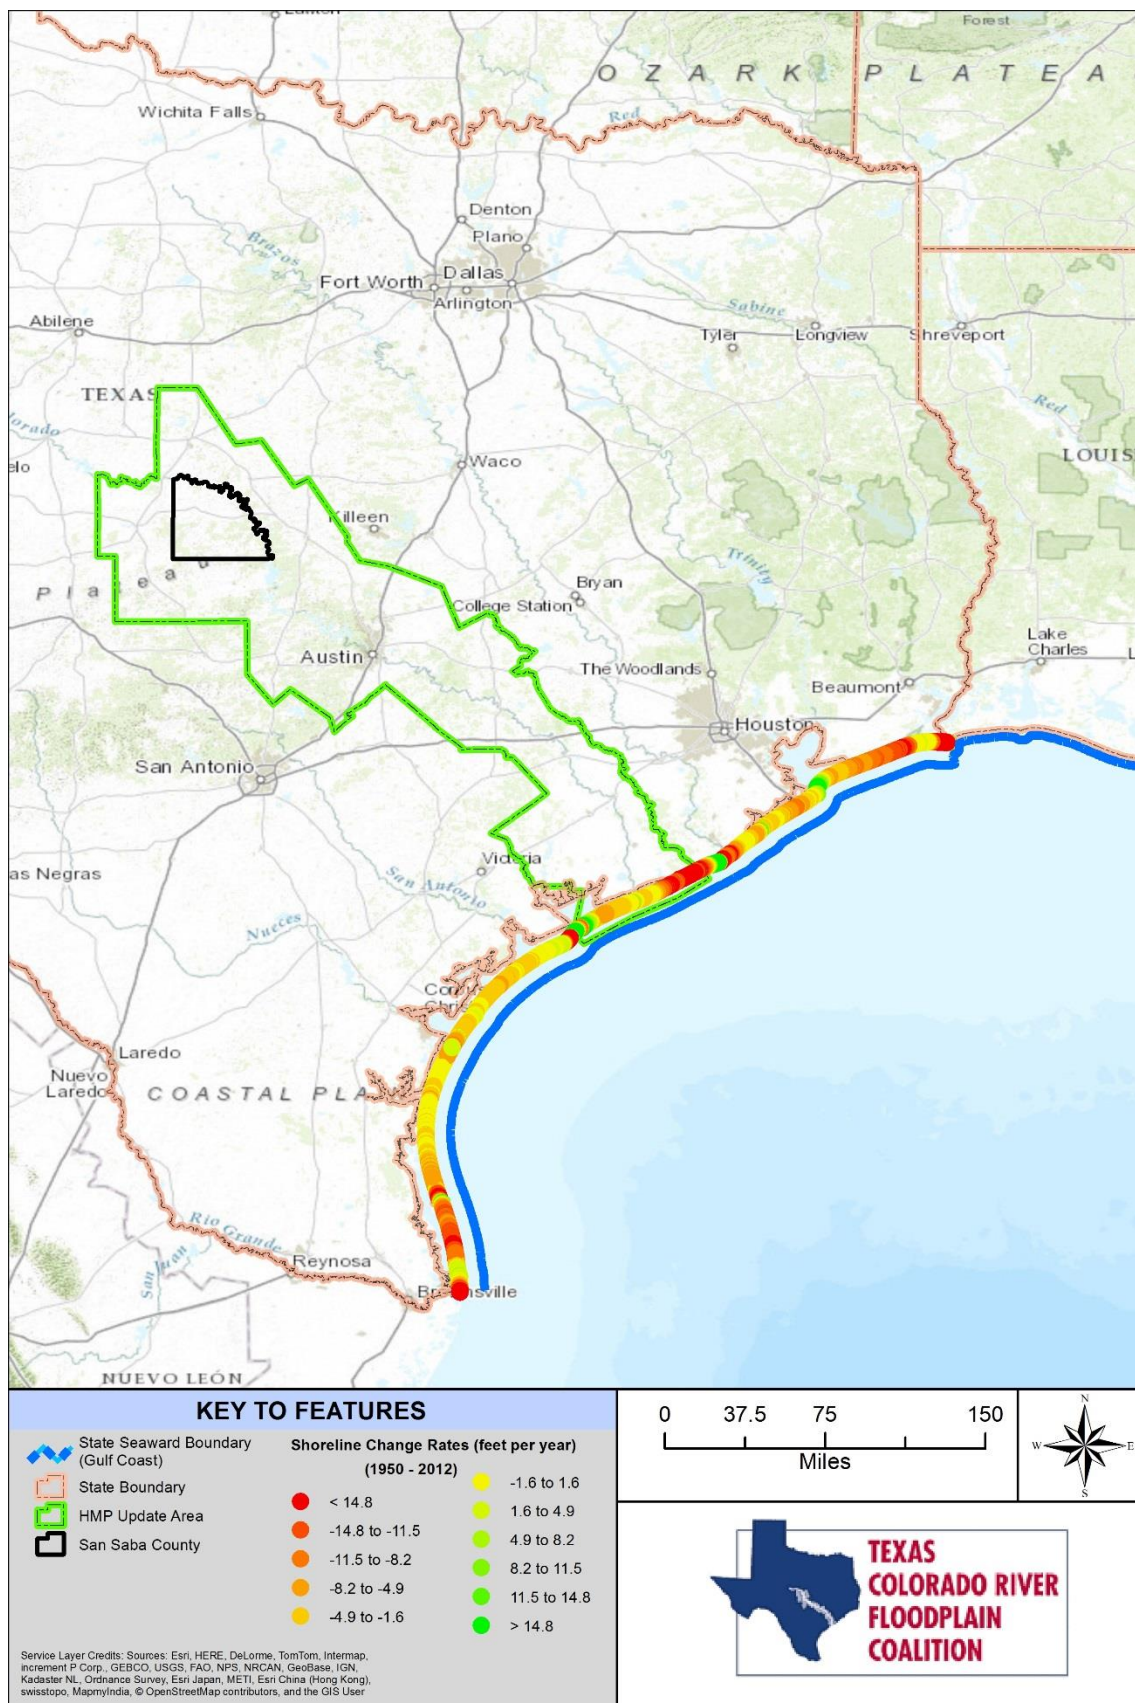 Lawton
Forest
OZARK PLATEA
Wichita Falls
Red
Denton
Plano
Brazos
Fort Worth
Dallas
Arlington
Sabine
Abilene
Tyler
Longview
Shreveport
TEXAS
olorado
Red
elo
Waco
LOUIS
Killeen
Trinity
Plateau
Bryan
College Station
Lake
Charles
L
Austin
The Woodlands
Beaumont
Houston
San Antonio
Victoria
as Negras
San Antonio
Nueces
Corpus
Christi
Laredo
Nuevo
Laredo
COASTAL PLA
Rio Grande
San Juan
Reynosa
Brownsville
NUEVO LEÓN
KEY TO FEATURES
State Seaward Boundary
(Gulf Coast)
State Boundary
HMP Update Area
San Saba County
Shoreline Change Rates (feet per year)
(1950 - 2012)
< 14.8
-14.8 to -11.5
-11.5 to -8.2
-8.2 to -4.9
-4.9 to -1.6
-1.6 to 1.6
1.6 to 4.9
4.9 to 8.2
8.2 to 11.5
11.5 to 14.8
> 14.8
Service Layer Credits: Sources: Esri, HERE, DeLorme, TomTom, Intermap,
increment P Corp., GEBCO, USGS, FAO, NPS, NRCAN, GeoBase, IGN,
Kadaster NL, Ordnance Survey, Esri Japan, METI, Esri China (Hong Kong),
swisstopo, MapmyIndia, © OpenStreetMap contributors, and the GIS User
0 37.5 75 150
Miles
N
W E
S
TEXAS
COLORADO RIVER
FLOODPLAIN
COALITION